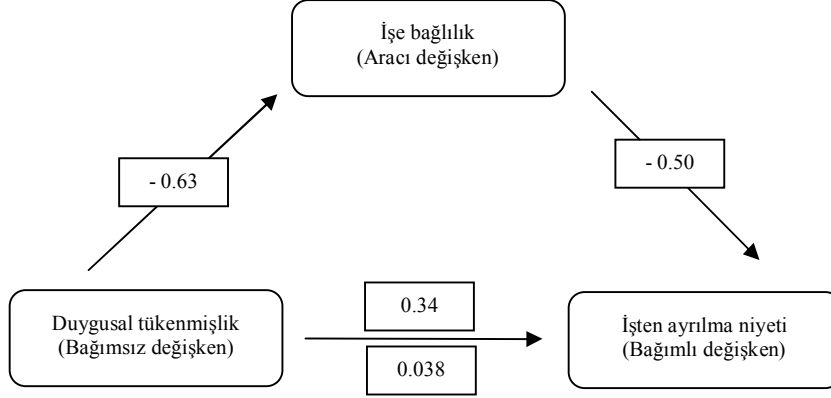 İşe bağlılık
(Aracı değişken)
- 0.63
- 0.50
Duygusal tükenmişlik
(Bağımsız değişken)
0.34
0.038
İşten ayrılma niyeti
(Bağımlı değişken)